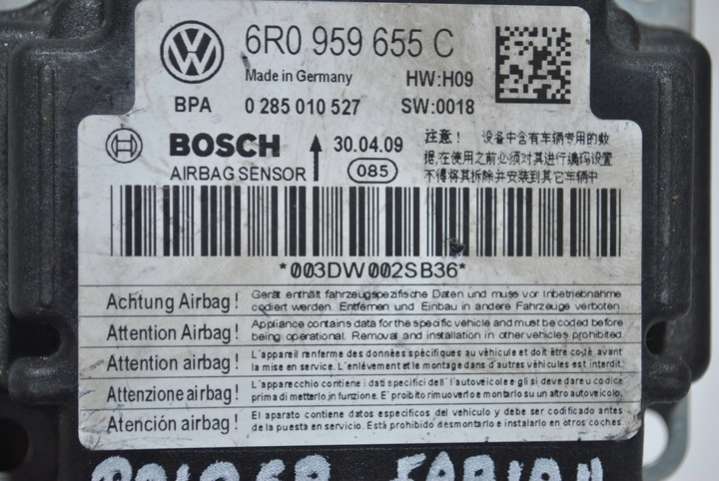 6R0 959 655 C
Made in Germany HW:H09
BPA 0 285 010 527 SW:0018
BOSCH 30.04.09
AIRBAG SENSOR 085
注意! 设备中含有车辆专用的数
据,在使用之前必须对其进行编码设置
不得将其拆除并安装到其它车辆中
*003DW002SB36*
Achtung Airbag! Gerät enthält fahrzeugspezifische Daten und muss vor Inbetriebnahme
codiert werden. Entfernen und Einbau in andere Fahrzeuge verboten.
Attention Airbag! Appliance contains data for the specific vehicle and must be coded before
being operational. Removal and installation in other vehicles prohibited.
Attention airbag! L'appareil renferme des données spécifiques au véhicule et doit être codé avant
la mise en service. L'enlèvement et le montage dans d'autres véhicules est interdit.
Attenzione airbag! L'apparecchio contiene i dati specifici dell'autoveicolo e gli si deve dare u codice
prima di metterlo in funzione. E' proibito rimuoverlo e montarlo su un altro autoveicolo.
Atención airbag! El aparato contiene datos específicos del vehículo y debe ser codificado antes
de la puesta en servicio. Está prohibido desmontarlo e instalarlo en otros coches